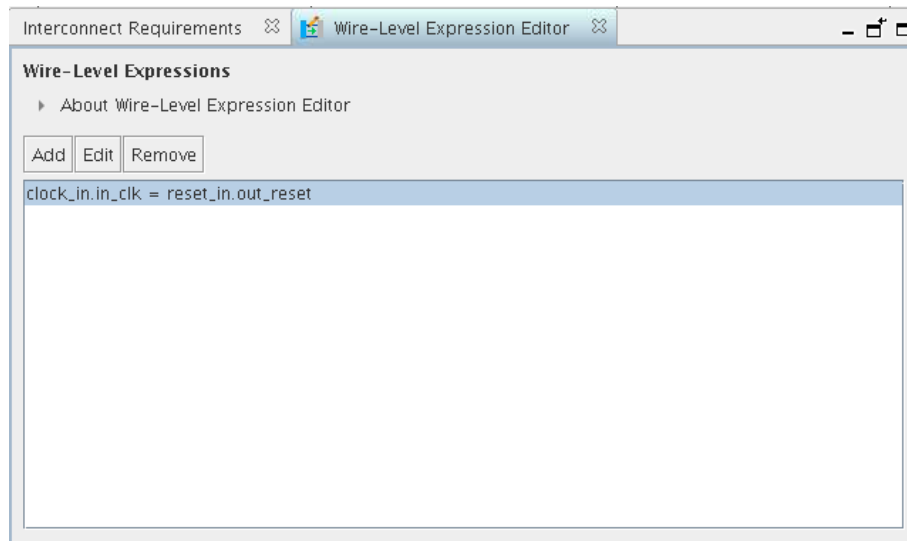 Interconnect Requirements Wire-Level Expression Editor
Wire-Level Expressions
About Wire-Level Expression Editor
Add Edit Remove
clock_in.in_clk = reset_in.out_reset